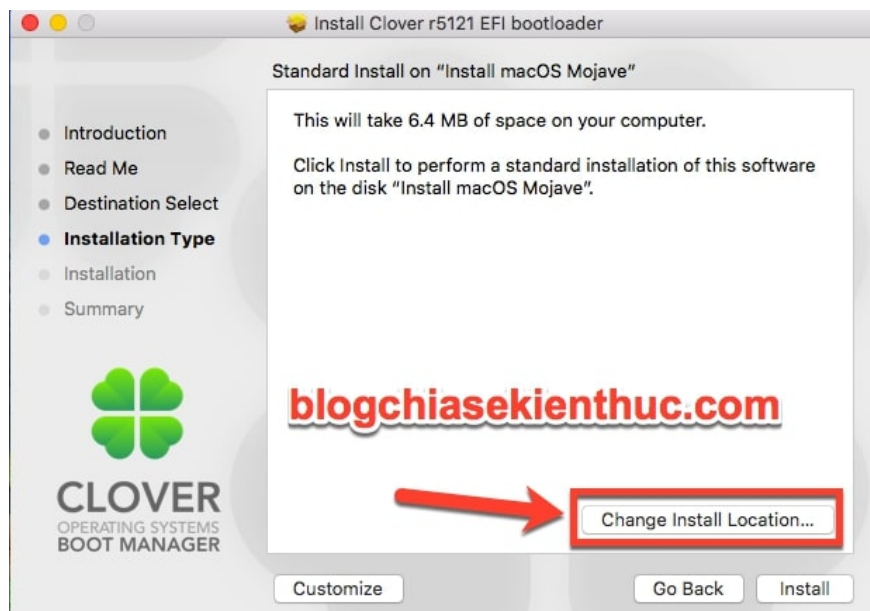 Install Clover r5121 EFI bootloader
Standard Install on “Install macOS Mojave”
Introduction
Read Me
Destination Select
Installation Type
Installation
Summary
This will take 6.4 MB of space on your computer.
Click Install to perform a standard installation of this software
on the disk “Install macOS Mojave”.
blogchiasekienthuc.com
CLOVER
OPERATING SYSTEMS
BOOT MANAGER
Change Install Location...
Customize
Go Back
Install